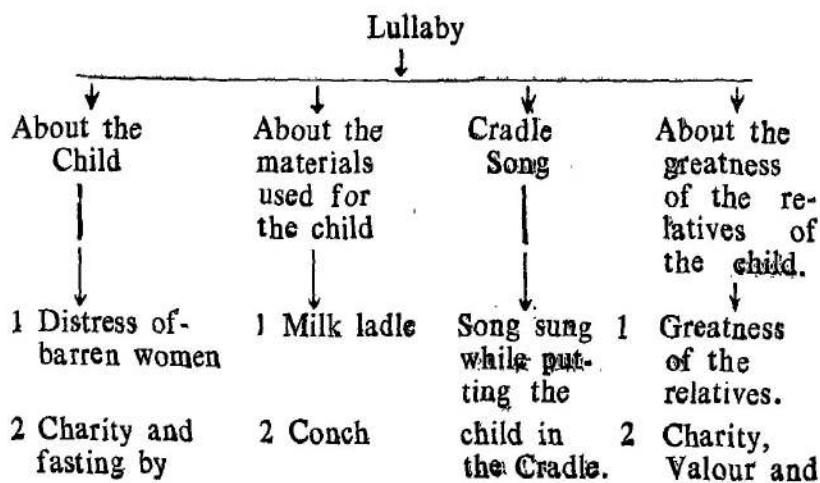 Lullaby
About the
Child
About the
materials
used for
the child
Cradle
Song
About the
greatness
of the re-
latives of
the child.
1 Distress of-
barren women
2 Charity and
fasting by
1 Milk ladle
2 Conch
Song sung
while put-
ting the
child in
the Cradle.
1 Greatness
of the
relatives.
2 Charity,
Valour and